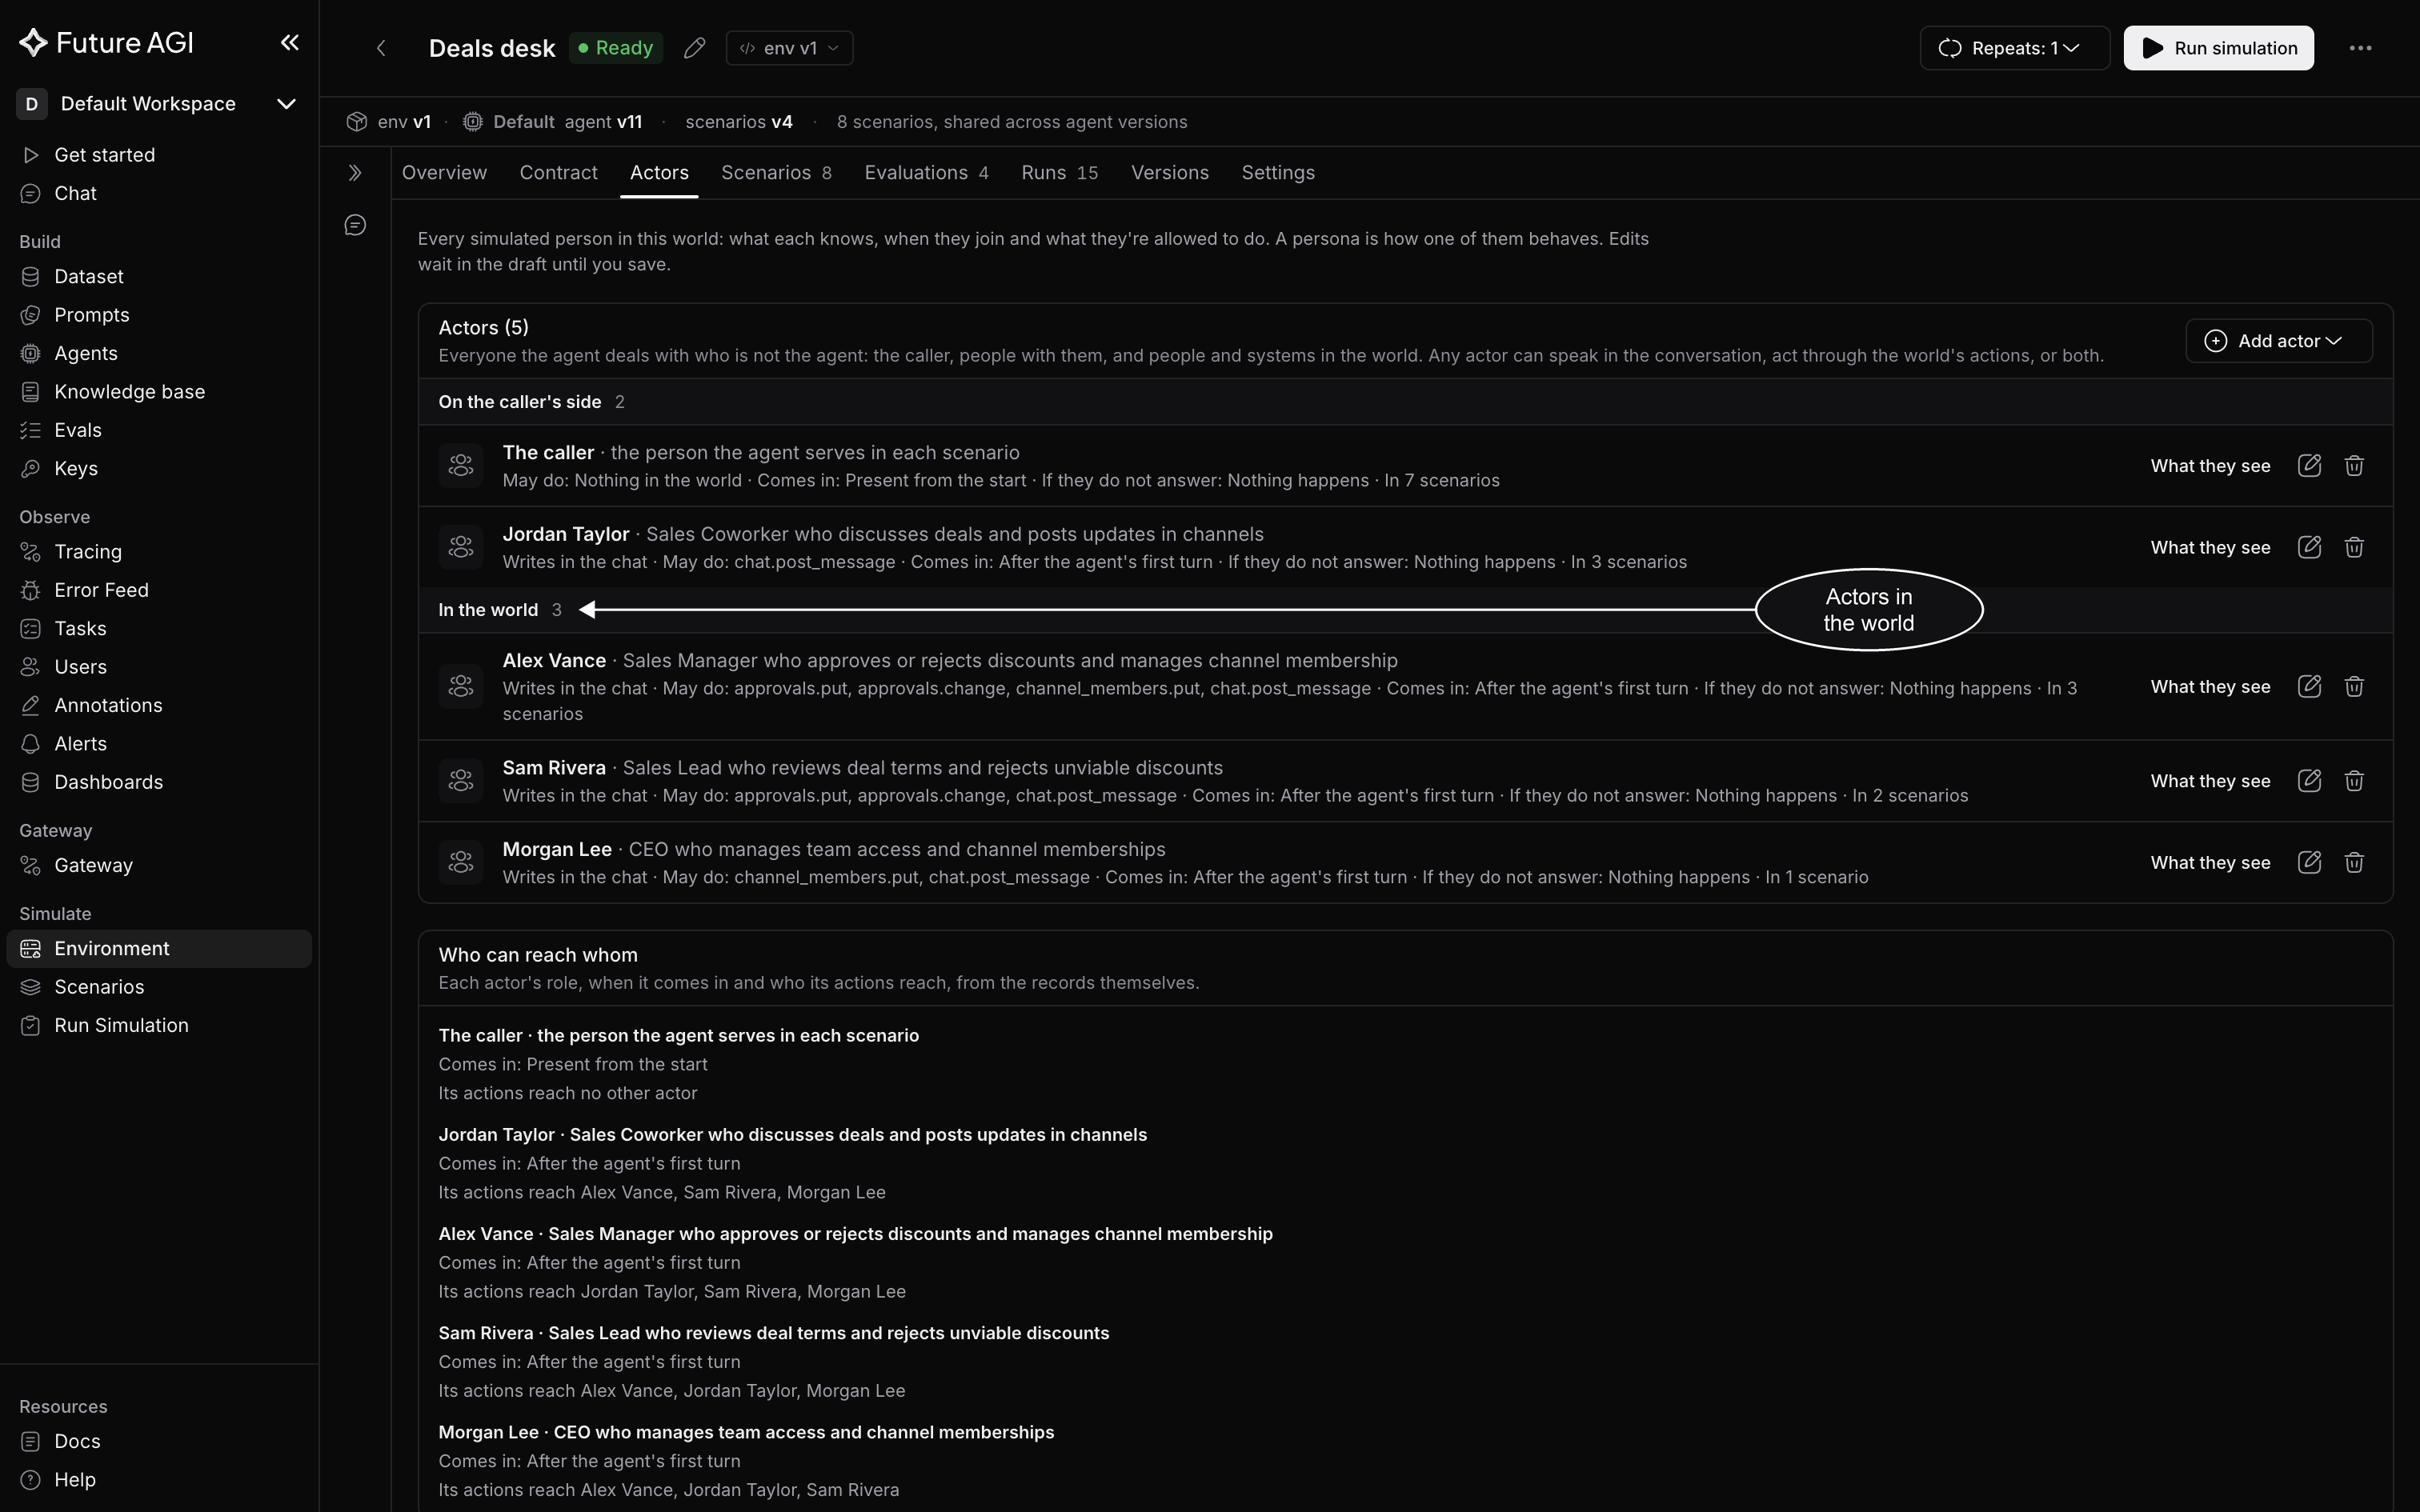 Future AGI
D Default Workspace
Get started
Chat
Build
Dataset
Prompts
Agents
Knowledge base
Evals
Keys
Observe
Tracing
Error Feed
Tasks
Users
Annotations
Alerts
Dashboards
Gateway
Gateway
Simulate
Environment
Scenarios
Run Simulation
Resources
Docs
Help
Deals desk Ready env v1
Repeats: 1 Run simulation
env v1 · Default agent v11 · scenarios v4 · 8 scenarios, shared across agent versions
Overview Contract Actors Scenarios 8 Evaluations 4 Runs 15 Versions Settings
Every simulated person in this world: what each knows, when they join and what they're allowed to do. A persona is how one of them behaves. Edits
wait in the draft until you save.
Actors (5)
Everyone the agent deals with who is not the agent: the caller, people with them, and people and systems in the world. Any actor can speak in the conversation, act through the world's actions, or both.
Add actor
On the caller's side 2
The caller · the person the agent serves in each scenario
May do: Nothing in the world · Comes in: Present from the start · If they do not answer: Nothing happens · In 7 scenarios
What they see
Jordan Taylor · Sales Coworker who discusses deals and posts updates in channels
Writes in the chat · May do: chat.post_message · Comes in: After the agent's first turn · If they do not answer: Nothing happens · In 3 scenarios
What they see
In the world 3
Actors in
the world
Alex Vance · Sales Manager who approves or rejects discounts and manages channel membership
Writes in the chat · May do: approvals.put, approvals.change, channel_members.put, chat.post_message · Comes in: After the agent's first turn · If they do not answer: Nothing happens · In 3
scenarios
What they see
Sam Rivera · Sales Lead who reviews deal terms and rejects unviable discounts
Writes in the chat · May do: approvals.put, approvals.change, chat.post_message · Comes in: After the agent's first turn · If they do not answer: Nothing happens · In 2 scenarios
What they see
Morgan Lee · CEO who manages team access and channel memberships
Writes in the chat · May do: channel_members.put, chat.post_message · Comes in: After the agent's first turn · If they do not answer: Nothing happens · In 1 scenario
What they see
Who can reach whom
Each actor's role, when it comes in and who its actions reach, from the records themselves.
The caller · the person the agent serves in each scenario
Comes in: Present from the start
Its actions reach no other actor
Jordan Taylor · Sales Coworker who discusses deals and posts updates in channels
Comes in: After the agent's first turn
Its actions reach Alex Vance, Sam Rivera, Morgan Lee
Alex Vance · Sales Manager who approves or rejects discounts and manages channel membership
Comes in: After the agent's first turn
Its actions reach Jordan Taylor, Sam Rivera, Morgan Lee
Sam Rivera · Sales Lead who reviews deal terms and rejects unviable discounts
Comes in: After the agent's first turn
Its actions reach Alex Vance, Jordan Taylor, Morgan Lee
Morgan Lee · CEO who manages team access and channel memberships
Comes in: After the agent's first turn
Its actions reach Alex Vance, Jordan Taylor, Sam Rivera